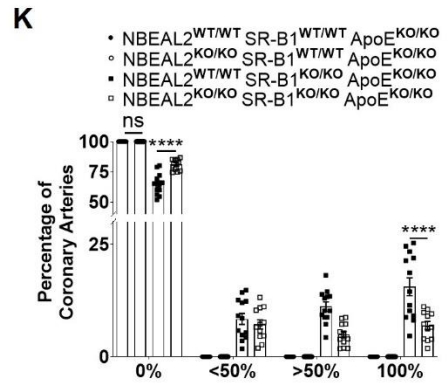 K
• NBEAL2WT/WT SR-B1WT/WT ApoEKO/KO
○ NBEAL2KO/KO SR-B1WT/WT ApoEKO/KO
■ NBEAL2WT/WT SR-B1KO/KO ApoEKO/KO
□ NBEAL2KO/KO SR-B1KO/KO ApoEKO/KO
ns
****
****
Percentage of
Coronary Arteries
100
75
50
25
0
0% <50% >50% 100%